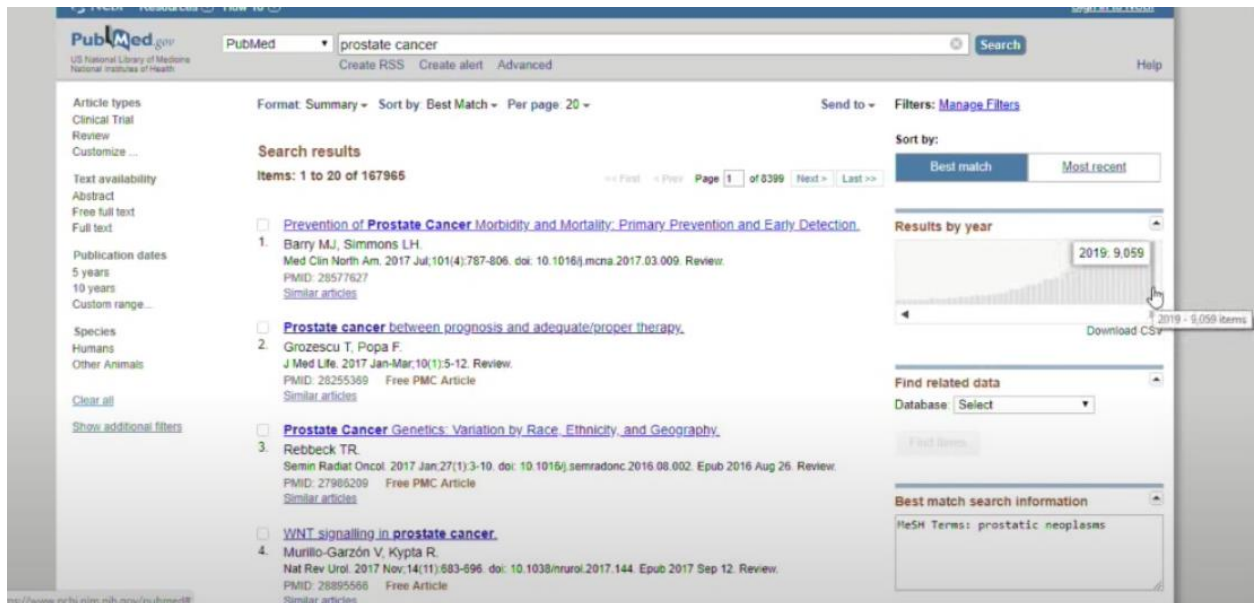 NCBI Resources How To
Sign in to NCBI
PubMed.gov
US National Library of Medicine
National Institutes of Health
PubMed
prostate cancer
Search
Create RSS Create alert Advanced
Help
Article types
Clinical Trial
Review
Customize ...
Text availability
Abstract
Free full text
Full text
Publication dates
5 years
10 years
Custom range...
Species
Humans
Other Animals
Clear all
Show additional filters
Format: Summary Sort by: Best Match Per page: 20
Send to
Search results
Items: 1 to 20 of 167965
<< First < Prev Page 1 of 8399 Next > Last >>
Prevention of Prostate Cancer Morbidity and Mortality: Primary Prevention and Early Detection.
1. Barry MJ, Simmons LH.
Med Clin North Am. 2017 Jul;101(4):787-806. doi: 10.1016/j.mcna.2017.03.009. Review.
PMID: 28577627
Similar articles
Prostate cancer between prognosis and adequate/proper therapy.
2. Grozescu T, Popa F.
J Med Life. 2017 Jan-Mar;10(1):5-12. Review.
PMID: 28255369 Free PMC Article
Similar articles
Prostate Cancer Genetics: Variation by Race, Ethnicity, and Geography.
3. Rebbeck TR.
Semin Radiat Oncol. 2017 Jan;27(1):3-10. doi: 10.1016/j.semradonc.2016.08.002. Epub 2016 Aug 26. Review.
PMID: 27986209 Free PMC Article
Similar articles
WNT signalling in prostate cancer.
4. Murillo-Garzón V, Kypta R.
Nat Rev Urol. 2017 Nov;14(11):683-696. doi: 10.1038/nrurol.2017.144. Epub 2017 Sep 12. Review.
PMID: 28895566 Free Article
Similar articles
Filters: Manage Filters
Sort by:
Best match Most recent
Results by year
2019: 9,059
2019 - 9,059 items
Download CSV
Find related data
Database: Select
Find items
Best match search information
MeSH Terms: prostatic neoplasms